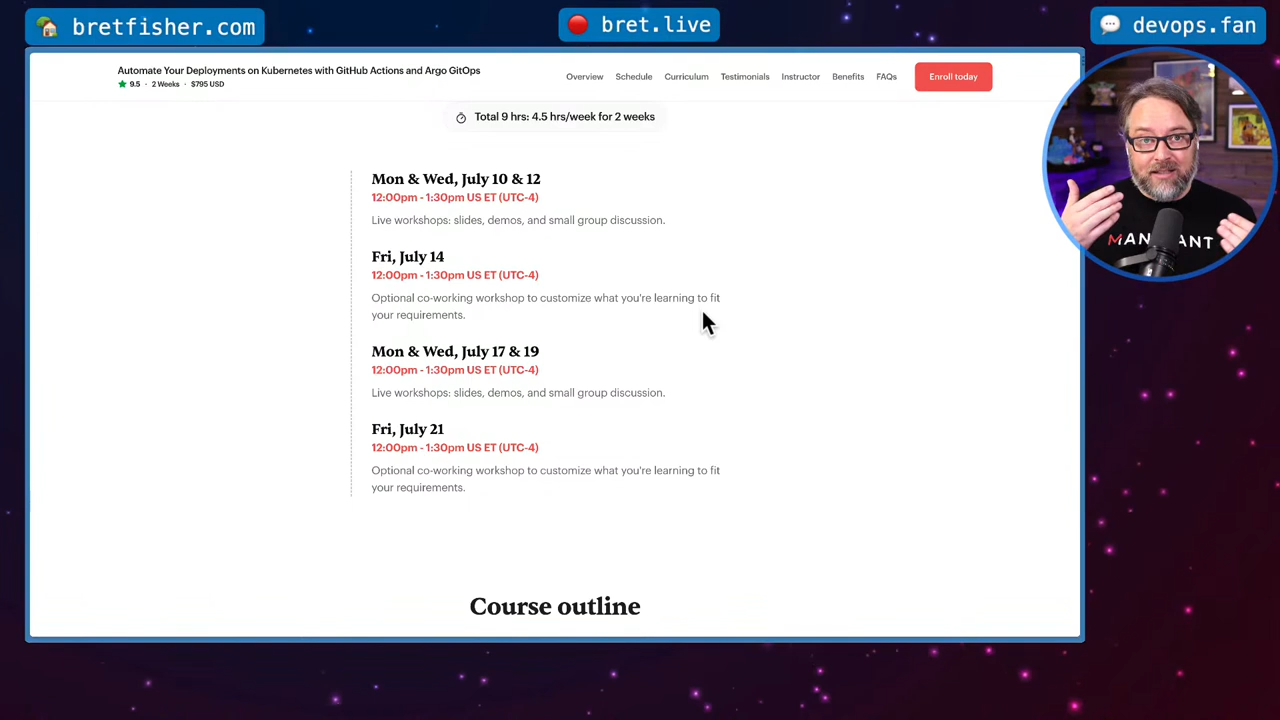 bretfisher.com
bret.live
devops.fan
Automate Your Deployments on Kubernetes with GitHub Actions and Argo GitOps
9.5 · 2 Weeks · $795 USD
Overview
Schedule
Curriculum
Testimonials
Instructor
Benefits
FAQs
Enroll today
Total 9 hrs: 4.5 hrs/week for 2 weeks
Mon & Wed, July 10 & 12
12:00pm - 1:30pm US ET (UTC-4)
Live workshops: slides, demos, and small group discussion.
Fri, July 14
12:00pm - 1:30pm US ET (UTC-4)
Optional co-working workshop to customize what you're learning to fit
your requirements.
Mon & Wed, July 17 & 19
12:00pm - 1:30pm US ET (UTC-4)
Live workshops: slides, demos, and small group discussion.
Fri, July 21
12:00pm - 1:30pm US ET (UTC-4)
Optional co-working workshop to customize what you're learning to fit
your requirements.
Course outline